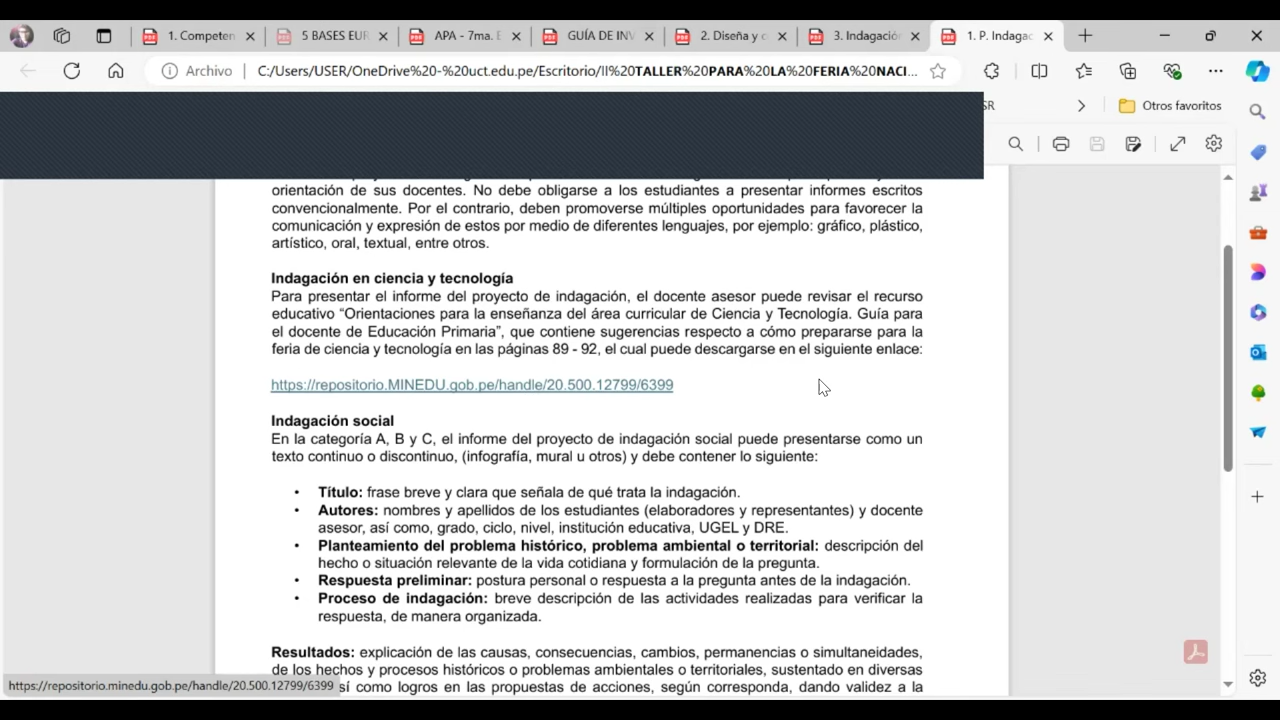 1. Competen
5 BASES EUR
APA - 7ma. E
GUÍA DE INV
2. Diseña y c
3. Indagación
1. P. Indagac
Archivo
C:/Users/USER/OneDrive%20-%20uct.edu.pe/Escritorio/II%20TALLER%20PARA%20LA%20FERIA%20NACI...
SR
Otros favoritos
orientación de sus docentes. No debe obligarse a los estudiantes a presentar informes escritos
convencionalmente. Por el contrario, deben promoverse múltiples oportunidades para favorecer la
comunicación y expresión de estos por medio de diferentes lenguajes, por ejemplo: gráfico, plástico,
artístico, oral, textual, entre otros.
Indagación en ciencia y tecnología
Para presentar el informe del proyecto de indagación, el docente asesor puede revisar el recurso
educativo “Orientaciones para la enseñanza del área curricular de Ciencia y Tecnología. Guía para
el docente de Educación Primaria”, que contiene sugerencias respecto a cómo prepararse para la
feria de ciencia y tecnología en las páginas 89 - 92, el cual puede descargarse en el siguiente enlace:
https://repositorio.MINEDU.gob.pe/handle/20.500.12799/6399
Indagación social
En la categoría A, B y C, el informe del proyecto de indagación social puede presentarse como un
texto continuo o discontinuo, (infografía, mural u otros) y debe contener lo siguiente:
• Título: frase breve y clara que señala de qué trata la indagación.
• Autores: nombres y apellidos de los estudiantes (elaboradores y representantes) y docente
asesor, así como, grado, ciclo, nivel, institución educativa, UGEL y DRE.
• Planteamiento del problema histórico, problema ambiental o territorial: descripción del
hecho o situación relevante de la vida cotidiana y formulación de la pregunta.
• Respuesta preliminar: postura personal o respuesta a la pregunta antes de la indagación.
• Proceso de indagación: breve descripción de las actividades realizadas para verificar la
respuesta, de manera organizada.
Resultados: explicación de las causas, consecuencias, cambios, permanencias o simultaneidades,
de los hechos y procesos históricos o problemas ambientales o territoriales, sustentado en diversas
sí como logros en las propuestas de acciones, según corresponda, dando validez a la
https://repositorio.minedu.gob.pe/handle/20.500.12799/6399